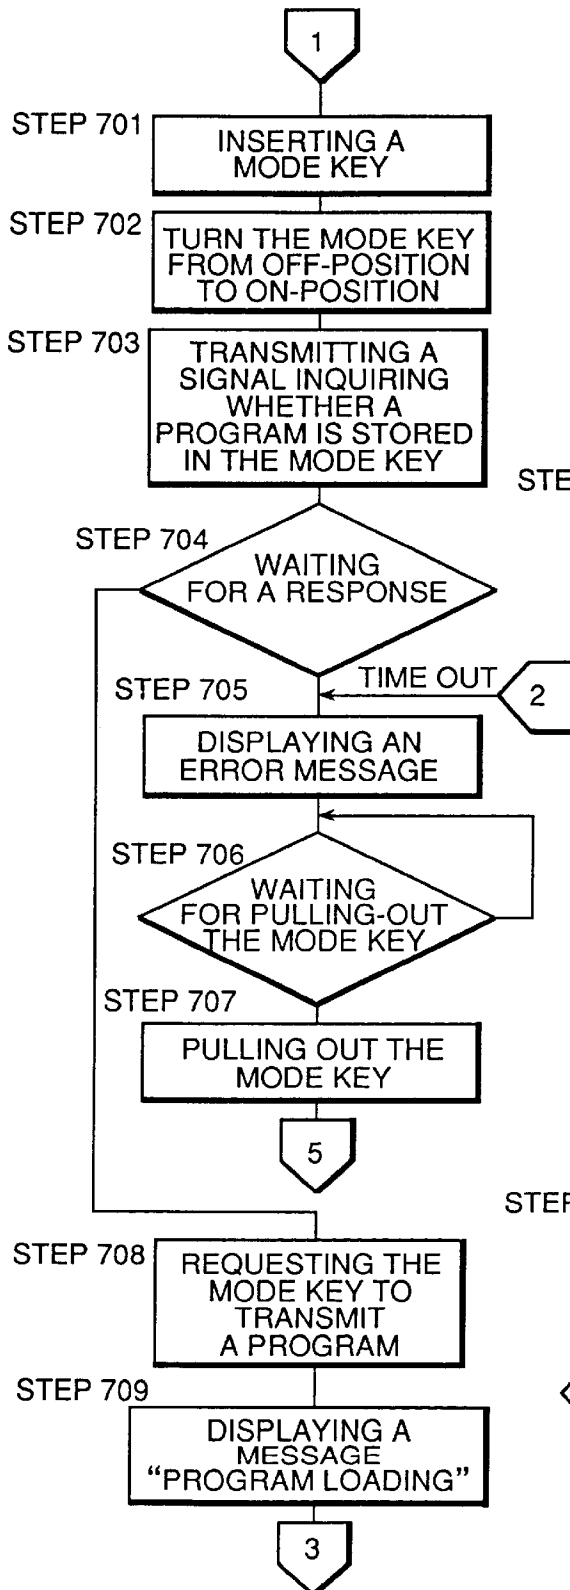 1
STEP 701
INSERTING A
MODE KEY
STEP 702
TURN THE MODE KEY
FROM OFF-POSITION
TO ON-POSITION
STEP 703
TRANSMITTING A
SIGNAL INQUIRING
WHETHER A
PROGRAM IS STORED
IN THE MODE KEY
STE
STEP 704
WAITING
FOR A RESPONSE
TIME OUT
2
STEP 705
DISPLAYING AN
ERROR MESSAGE
STEP 706
WAITING
FOR PULLING-OUT
THE MODE KEY
STEP 707
PULLING OUT THE
MODE KEY
5
STEP
STEP 708
REQUESTING THE
MODE KEY TO
TRANSMIT
A PROGRAM
STEP 709
DISPLAYING A
MESSAGE
“PROGRAM LOADING”
3